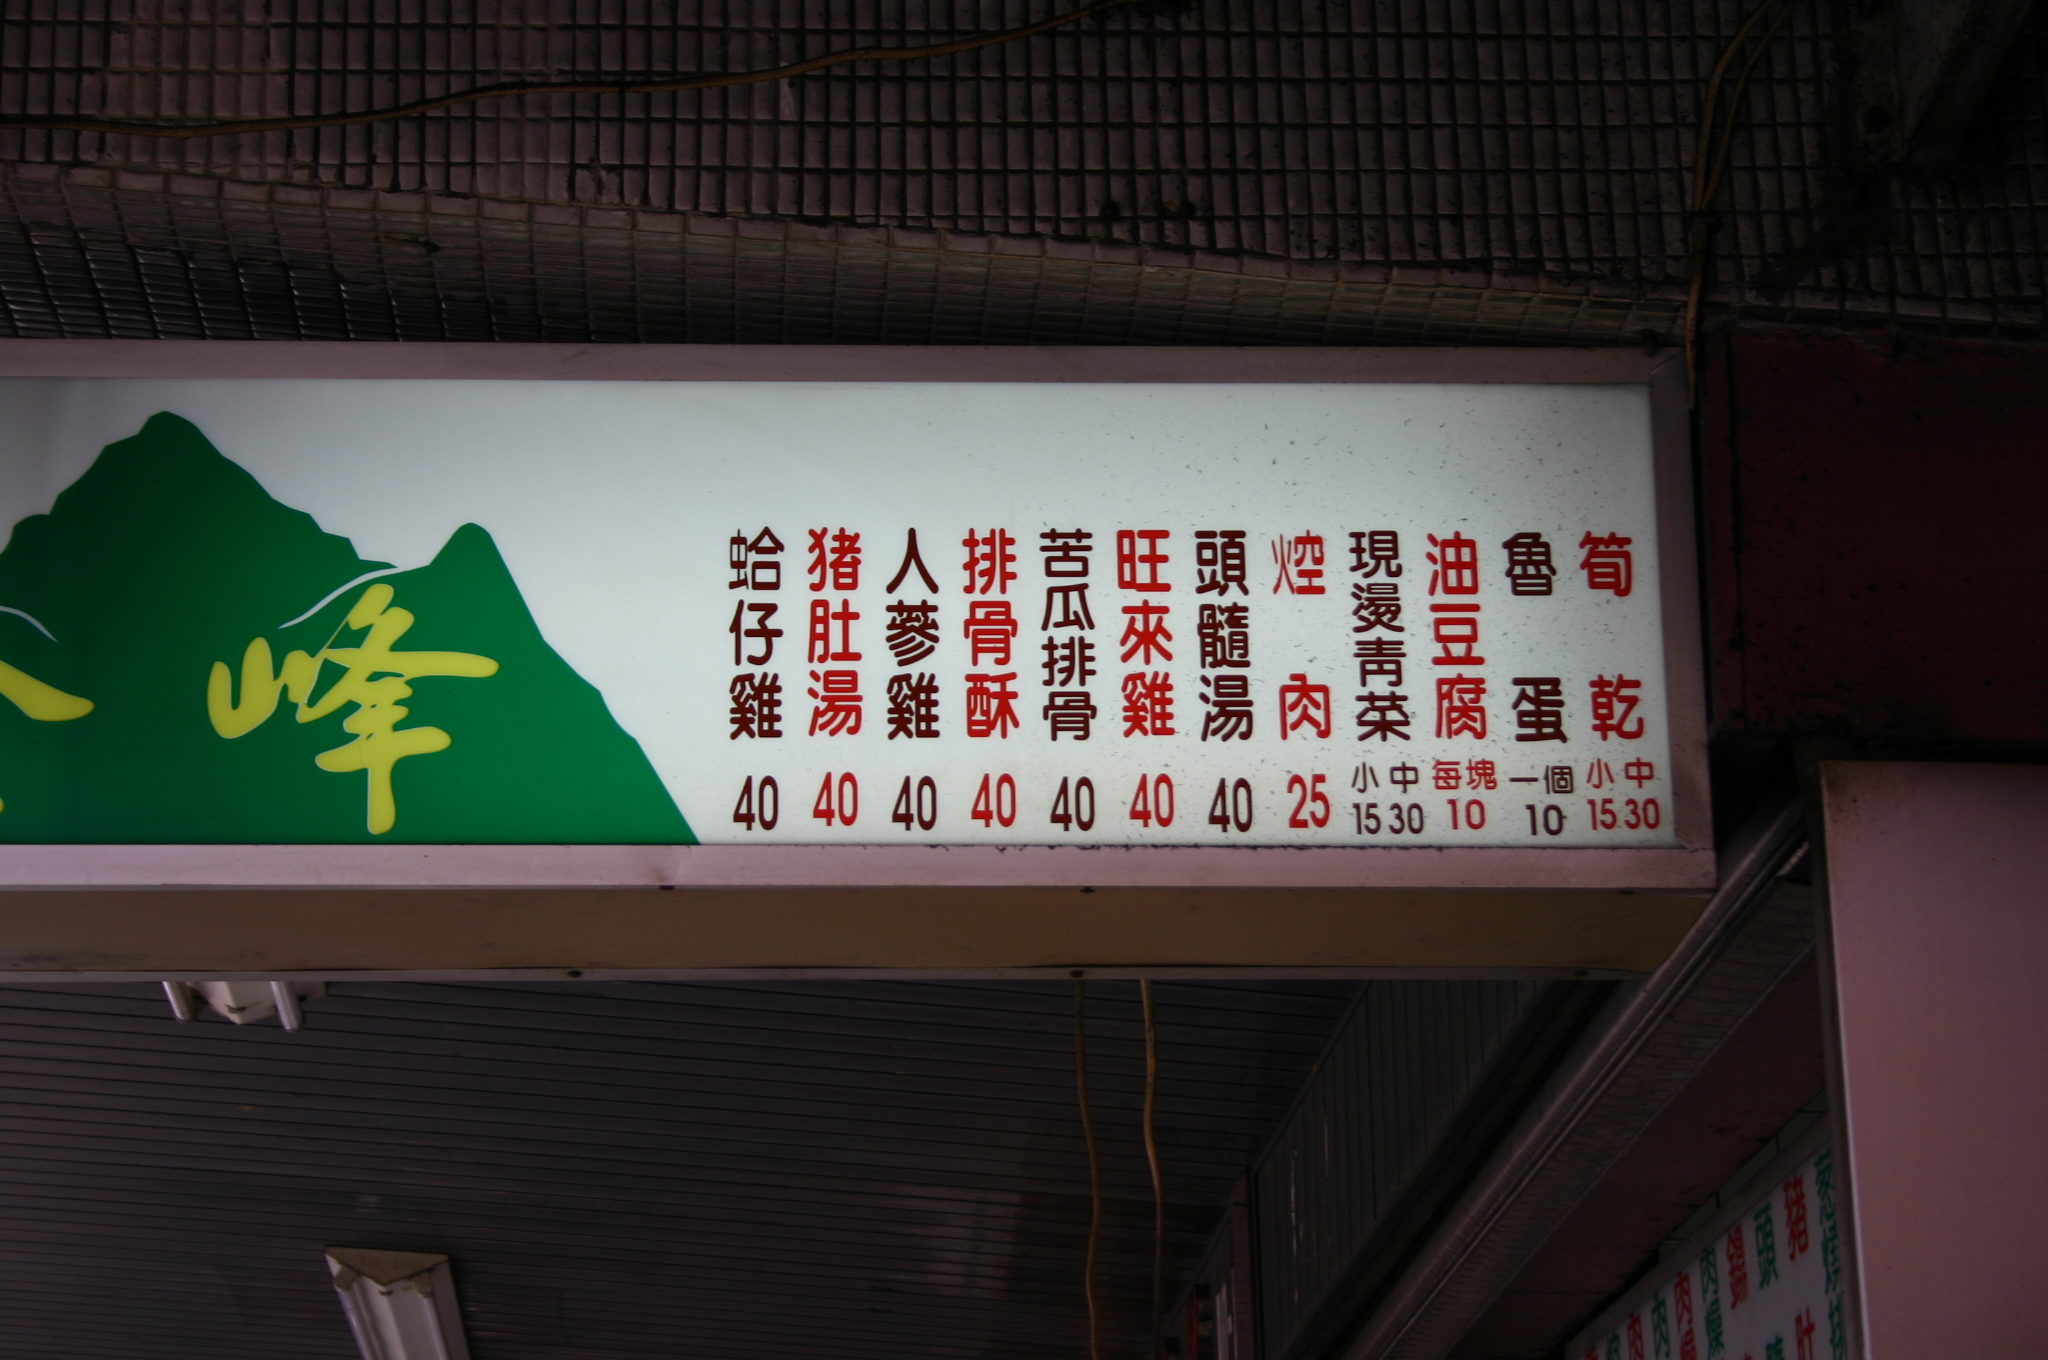 峰
筍乾 小15 中30
魯蛋 一個10
油豆腐 每塊10
現燙青菜 小15 中30
焢肉 25
頭髓湯 40
旺來雞 40
苦瓜排骨 40
排骨酥 40
人蔘雞 40
豬肚湯 40
蛤仔雞 40